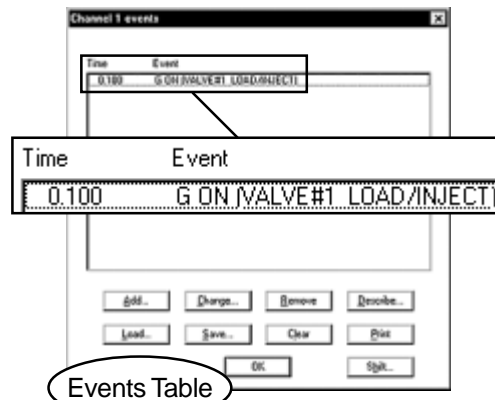 Channel 1 events
Time Event
0.100 G ON (VALVE#1 LOAD/INJECT)
Time Event
0.100 G ON (VALVE#1 LOAD/INJECT)
Add... Change... Remove Describe...
Load... Save... Clear Print
OK Shift...
Events Table